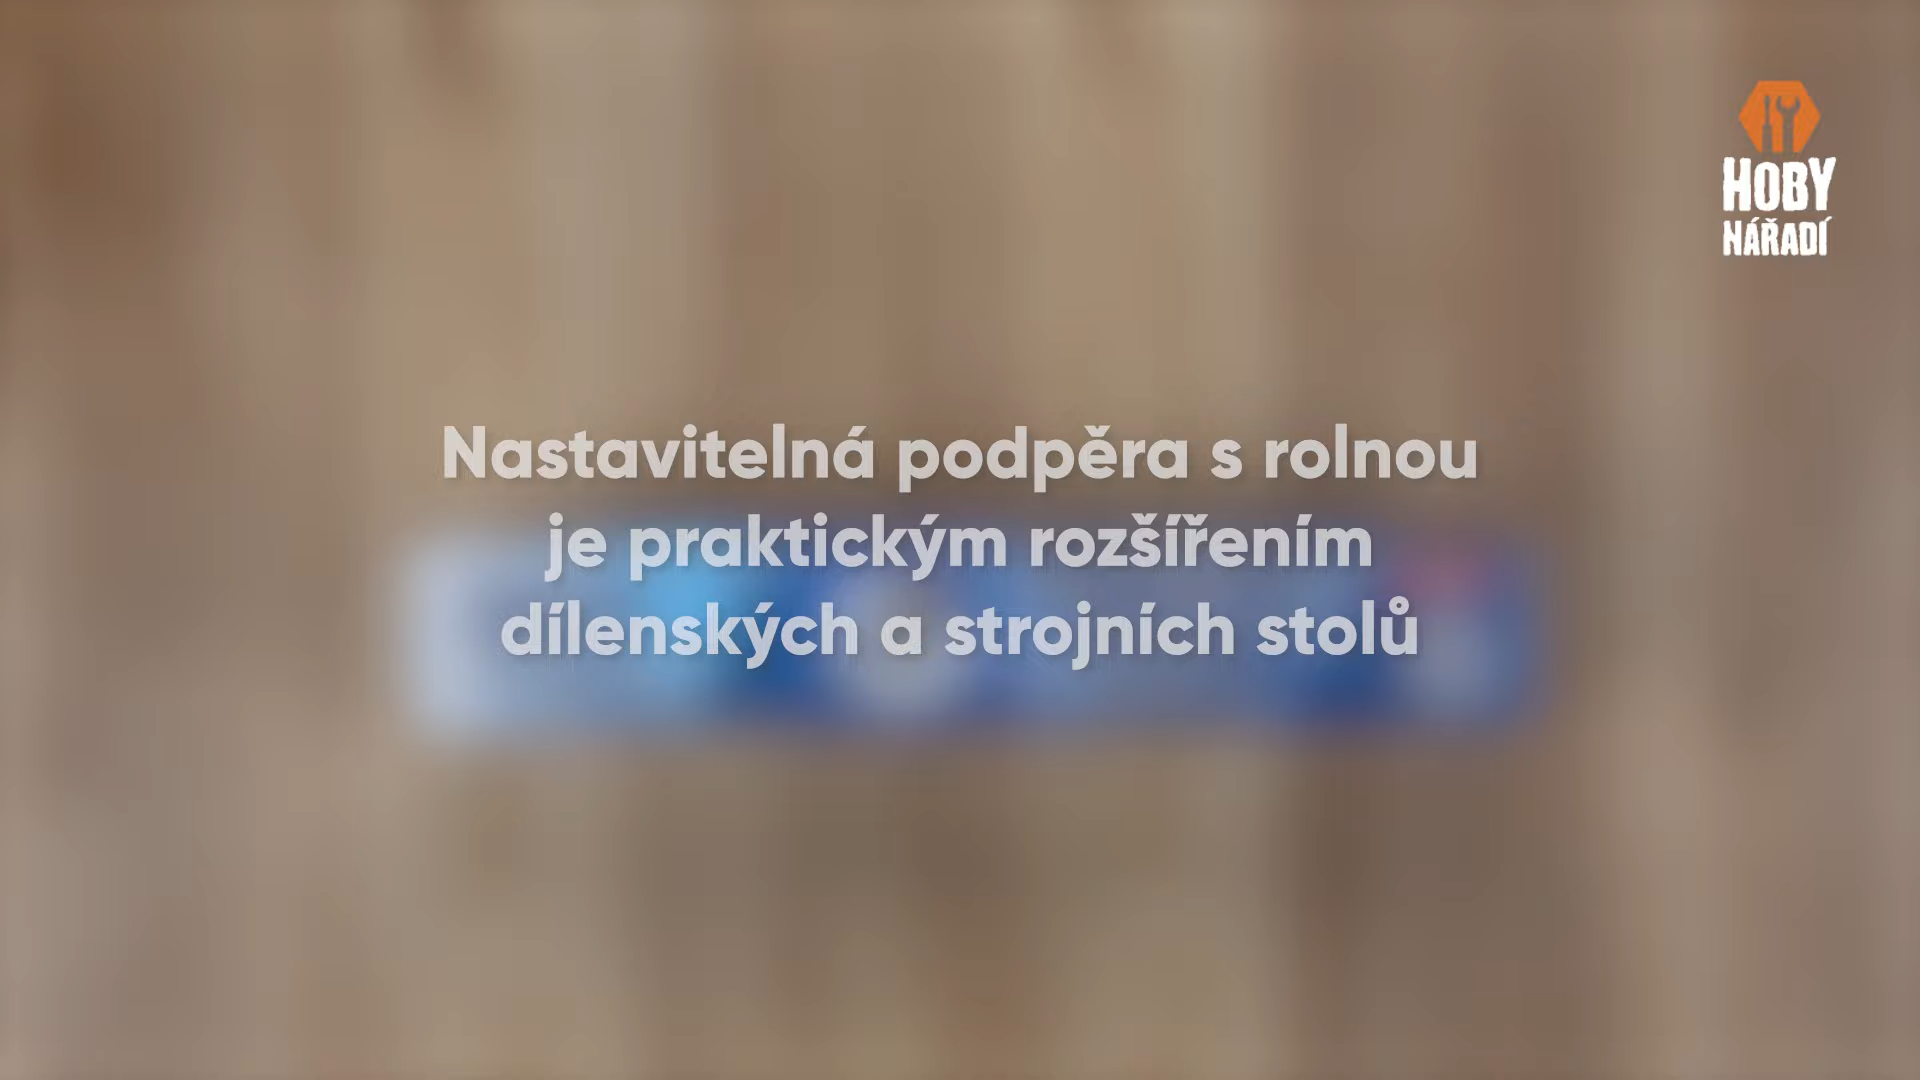 HOBY
NÁŘADÍ
Nastavitelná podpěra s rolnou
je praktickým rozšířením
dílenských a strojních stolů